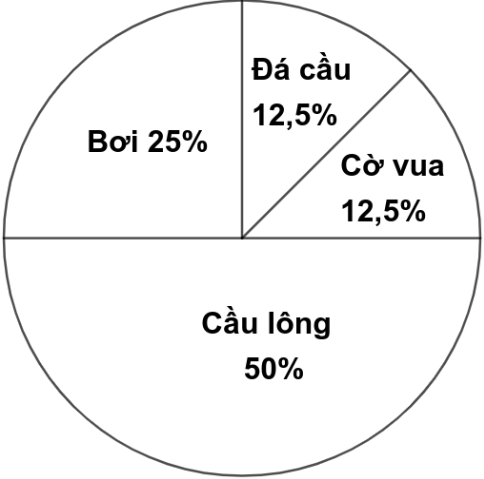 Đá cầu
12,5%
Bơi 25%
Cờ vua
12,5%
Cầu lông
50%